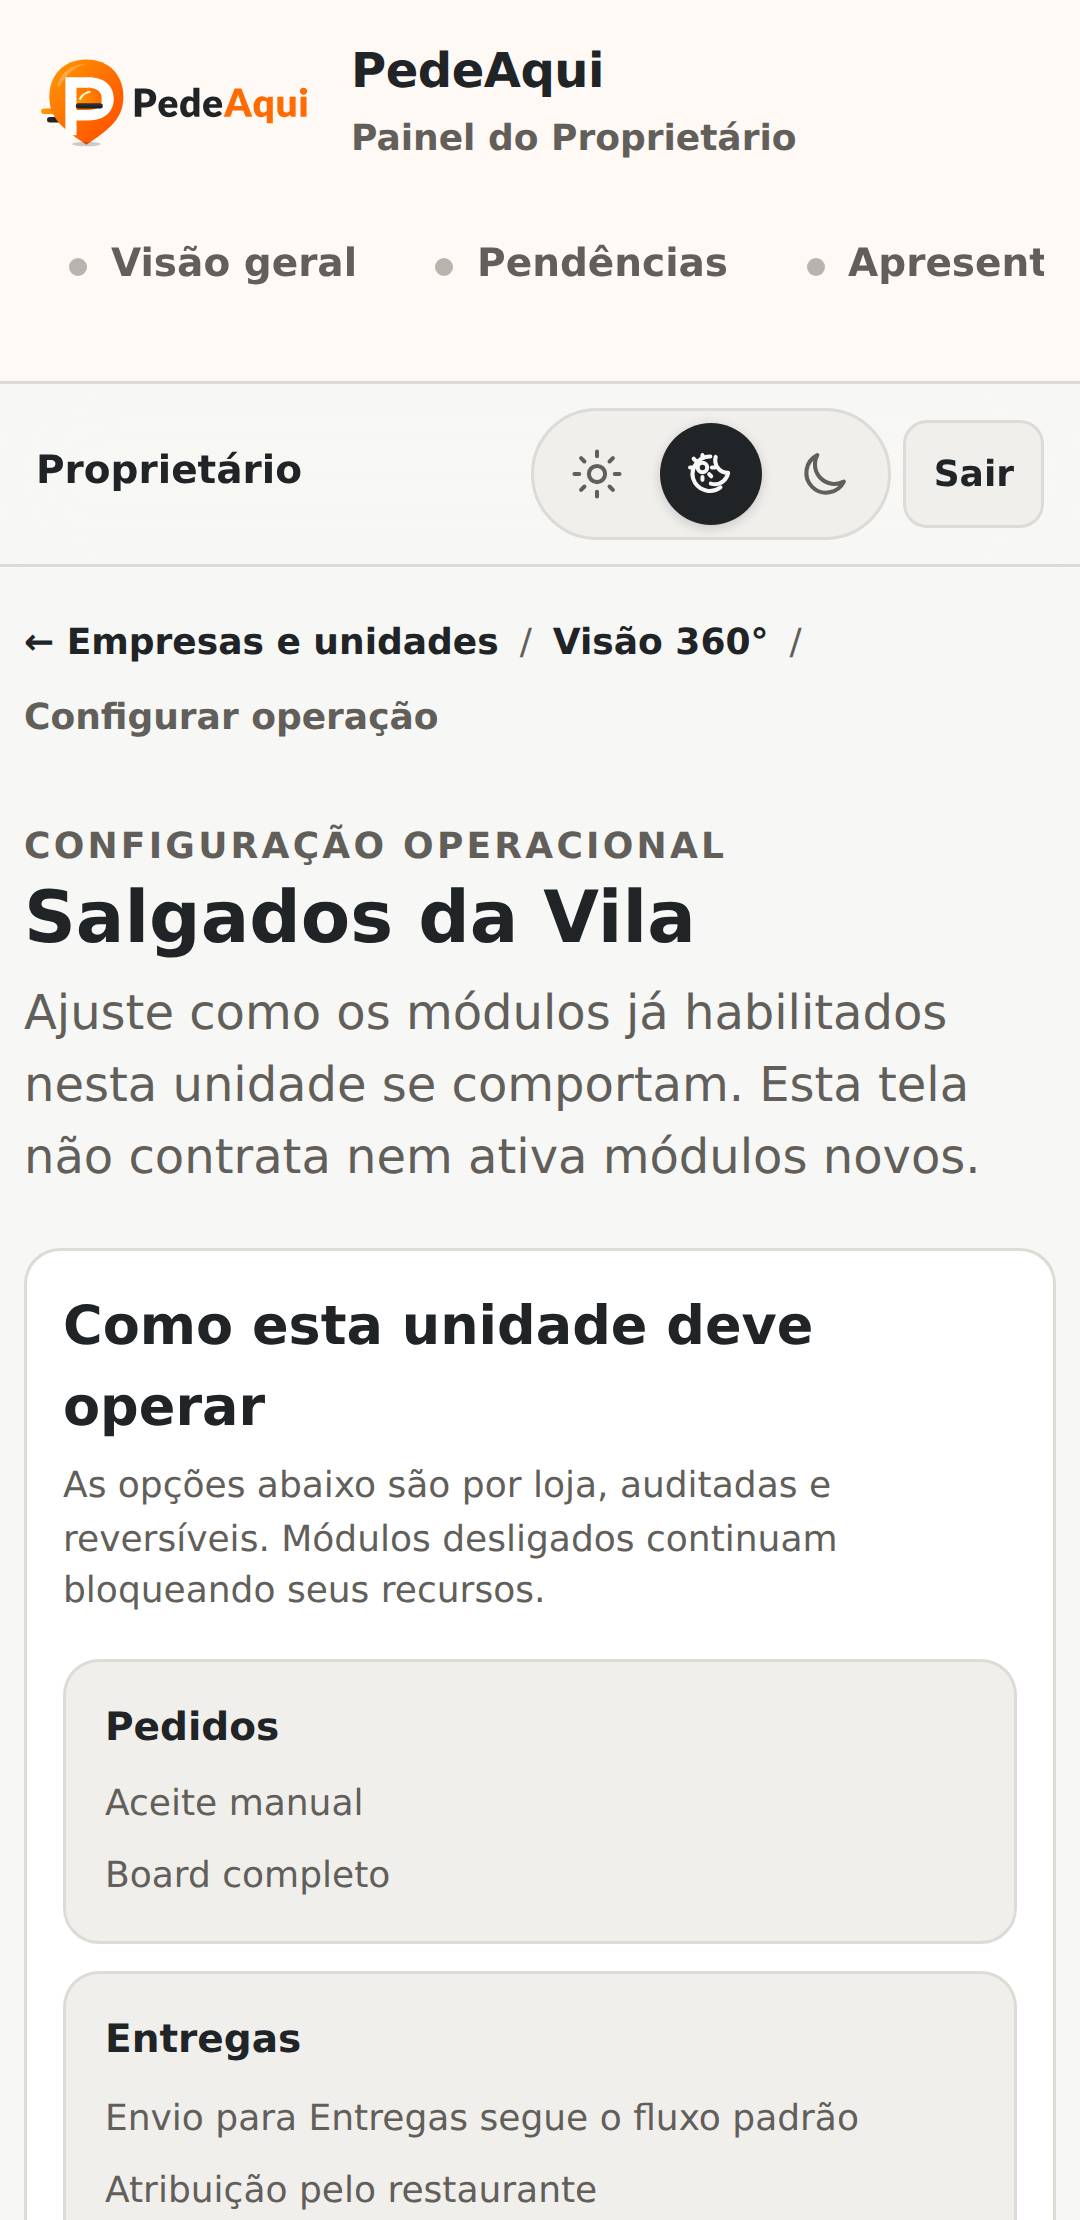 PedeAqui
PedeAqui
Painel do Proprietário
Visão geral
Pendências
Apresent
Proprietário
Sair
← Empresas e unidades / Visão 360° /
Configurar operação
CONFIGURAÇÃO OPERACIONAL
Salgados da Vila
Ajuste como os módulos já habilitados
nesta unidade se comportam. Esta tela
não contrata nem ativa módulos novos.
Como esta unidade deve
operar
As opções abaixo são por loja, auditadas e
reversíveis. Módulos desligados continuam
bloqueando seus recursos.
Pedidos
Aceite manual
Board completo
Entregas
Envio para Entregas segue o fluxo padrão
Atribuição pelo restaurante